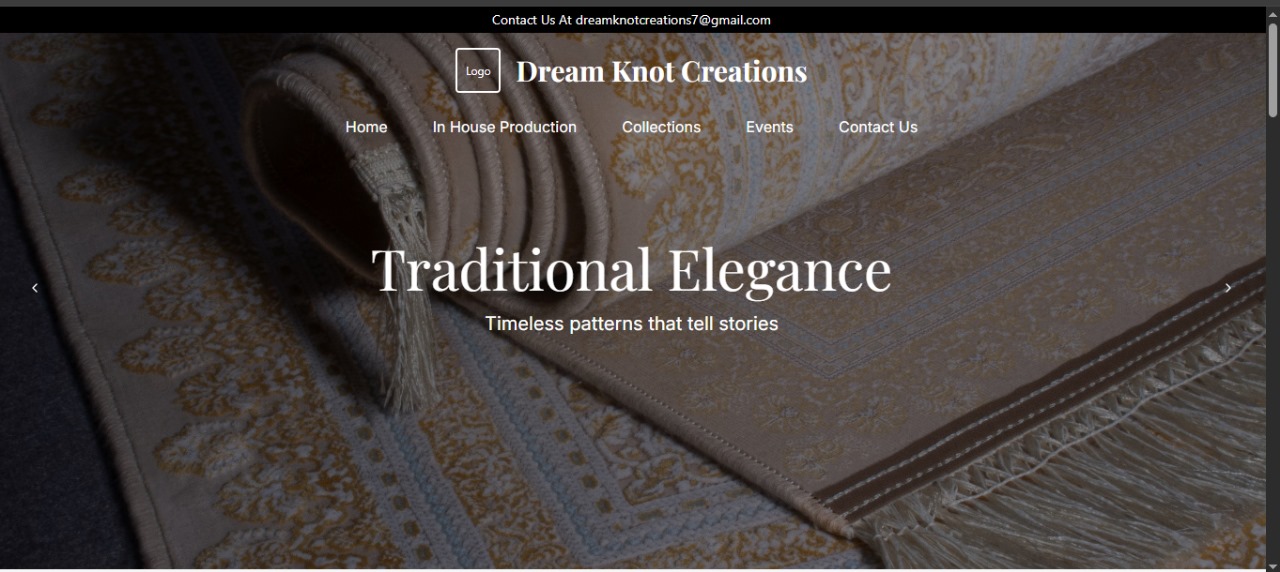 Contact Us At dreamknotcreations7@gmail.com
Logo Dream Knot Creations
Home In House Production Collections Events Contact Us
Traditional Elegance
Timeless patterns that tell stories